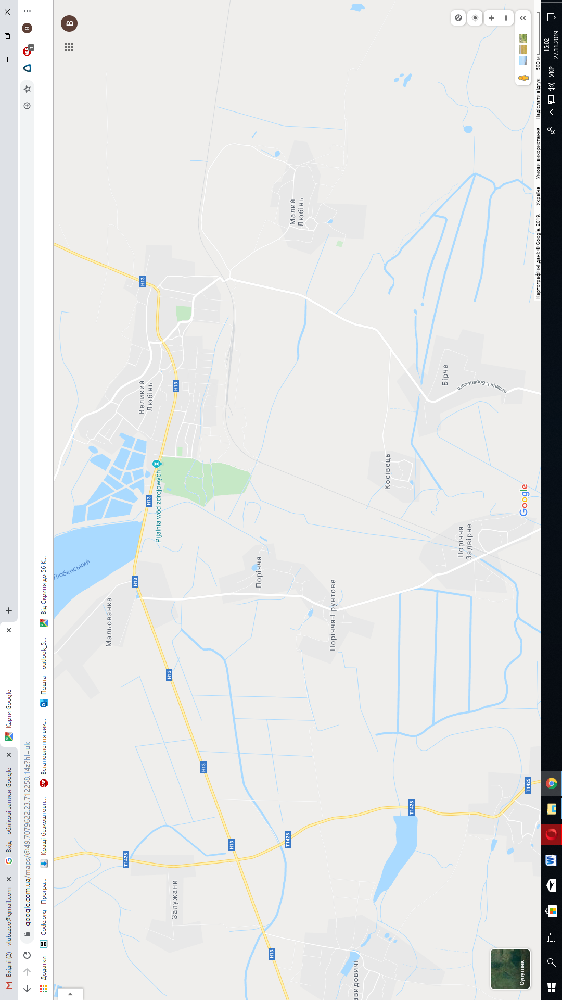 Вхідні (2) - vlubzzco@gmail.com
Вхід – облікові записи Google
Карти Google
google.com.ua/maps/@49.7079622,23.712258,14z?hl=uk
1
B
Додатки
Code.org - Програ...
Кращі безкоштовн...
Встановлення вик...
Пошта – outlook_5...
Від Скриня до 56 К...
B
Любенський
Мальованка
Великий
Любінь
H13
H13
H13
H13
H13
H13
H13
H13
Pijalnia wód zdrojowych
T1425
Залужани
T1425
Поріччя
Малий
Любінь
Поріччя-Грунтове
авидовичі
Косівець
T1425
Бірче
Вулиця І. Борецького
Поріччя
Задвірне
T1425
Google
Супутник
Картографічні дані: © Google, 2019.
Україна
Умови використання
Надіслати відгук
500 м
УКР
15:02
27.11.2019